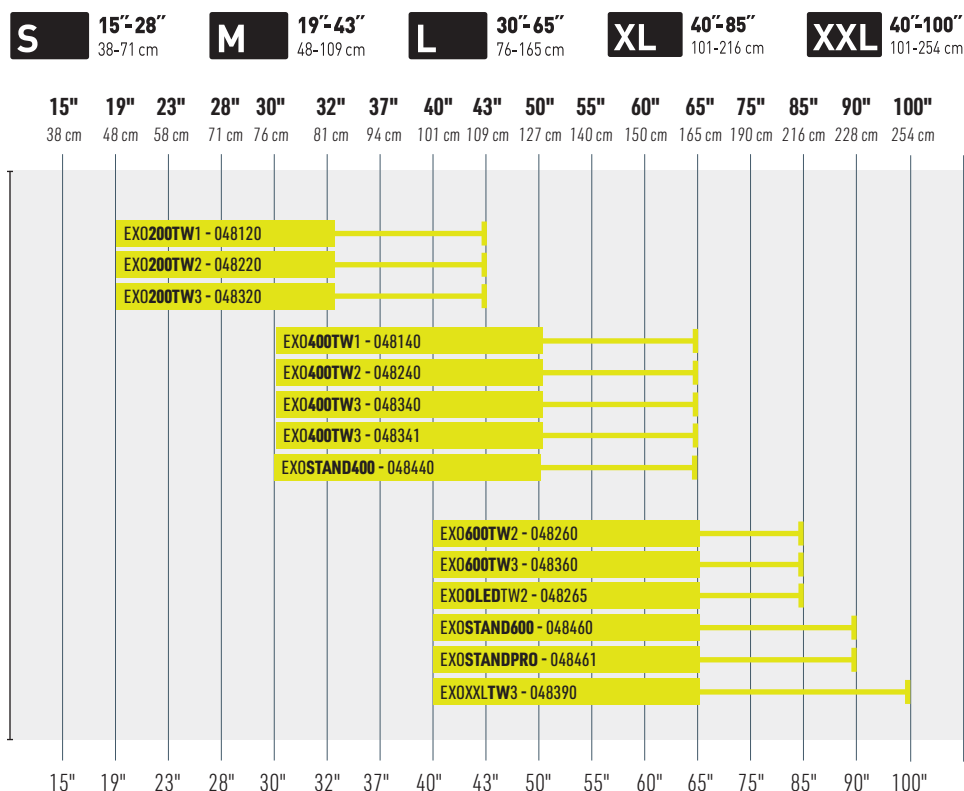 S 15"-28" M 19"-43" L 30"-65" XL 40"-85" XXL 40"-100"
38-71 cm 48-109 cm 76-165 cm 101-216 cm 101-254 cm
15" 19" 23" 28" 30" 32" 37" 40" 43" 50" 55" 60" 65" 75" 85" 90" 100"
38 cm 48 cm 58 cm 71 cm 76 cm 81 cm 94 cm 101 cm 109 cm 127 cm 140 cm 150 cm 165 cm 190 cm 216 cm 228 cm 254 cm
EXO200TW1 - 048120
EXO200TW2 - 048220
EXO200TW3 - 048320
EXO400TW1 - 048140
EXO400TW2 - 048240
EXO400TW3 - 048340
EXO400TW3 - 048341
EXOSTAND400 - 048440
EXO600TW2 - 048260
EXO600TW3 - 048360
EXOOLEDTW2 - 048265
EXOSTAND600 - 048460
EXOSTANDPRO - 048461
EXOXXLTW3 - 048390
15" 19" 23" 28" 30" 32" 37" 40" 43" 50" 55" 60" 65" 75" 85" 90" 100"